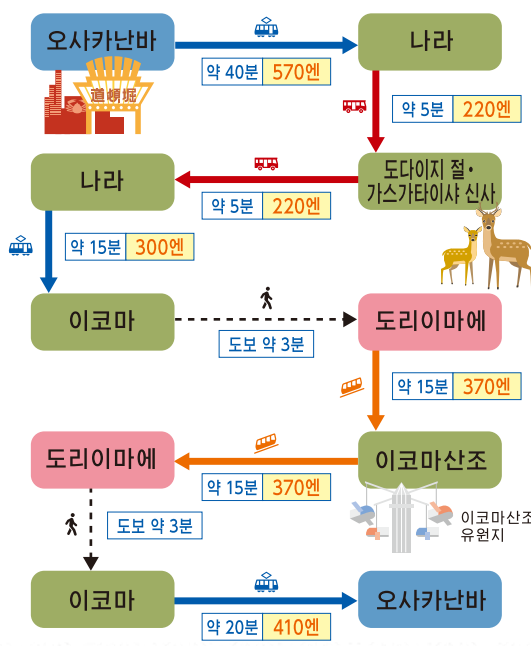 오사카난바
나라
道頓堀
약 40분 570엔
약 5분 220엔
나라
도다이지 절·
가스가타이샤 신사
약 5분 220엔
약 15분 300엔
이코마
도리이마에
도보 약 3분
약 15분 370엔
도리이마에
이코마산조
약 15분 370엔
이코마산조
유원지
도보 약 3분
이코마
오사카난바
약 20분 410엔